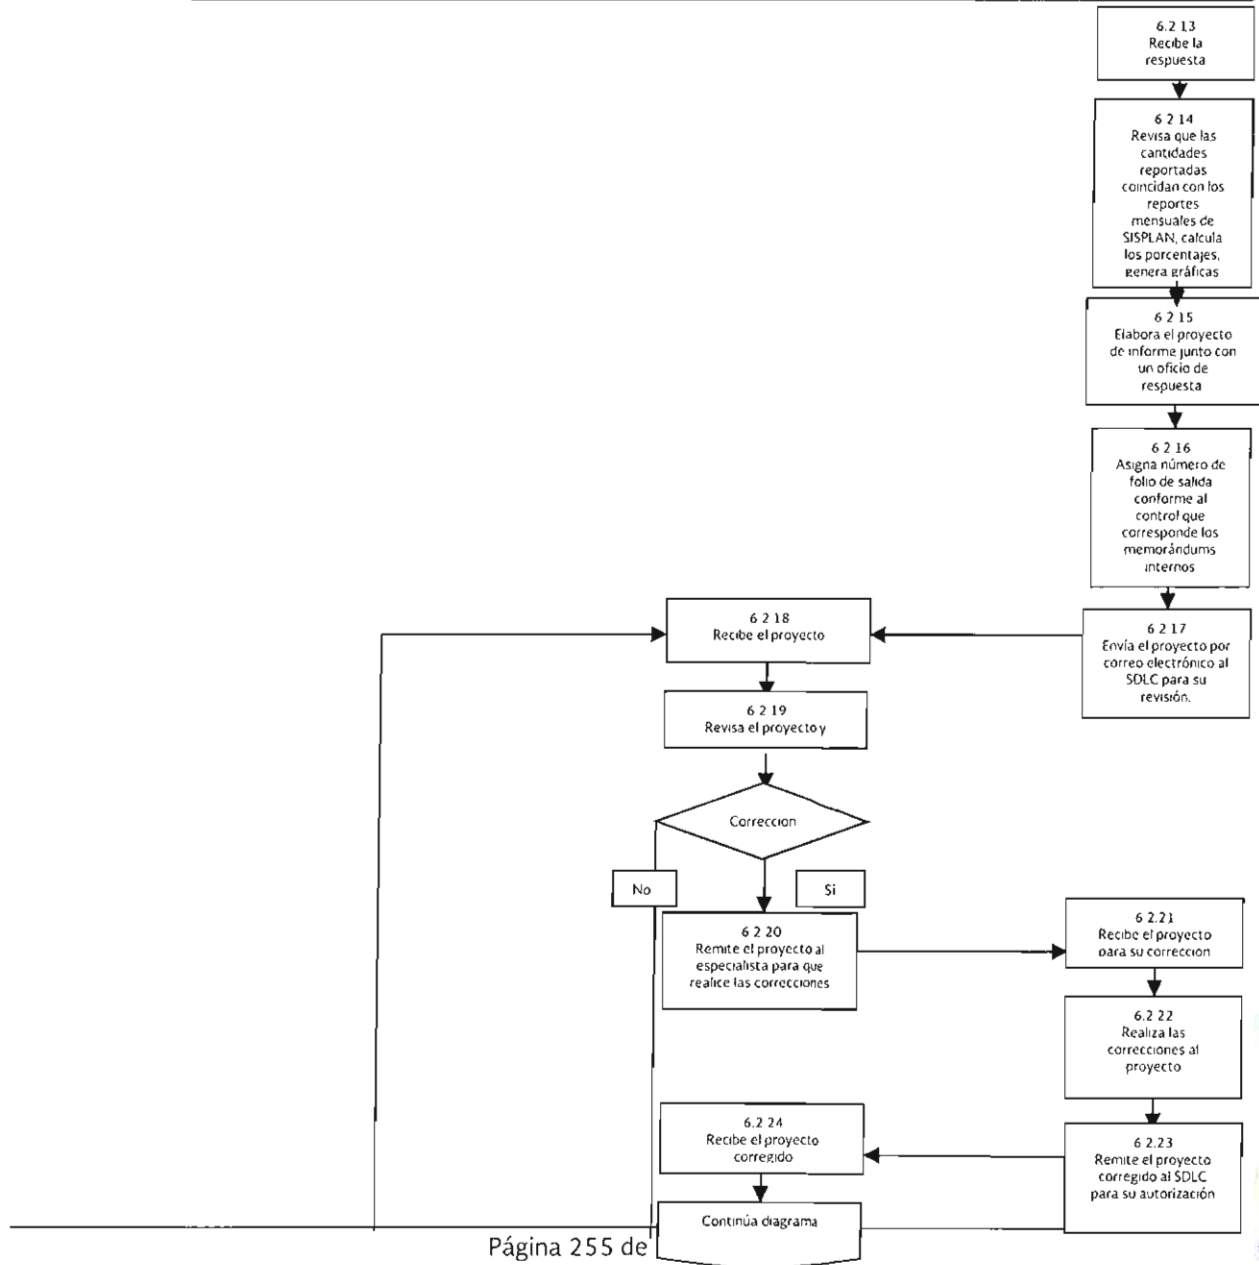 6.2 13
Recibe la
respuesta
6 2 14
Revisa que las
cantidades
reportadas
coincidan con los
reportes
mensuales de
SISPLAN, calcula
los porcentajes,
genera gráficas
6 2 15
Elabora el proyecto
de informe junto con
un oficio de
respuesta
6 2 16
Asigna número de
folio de salida
conforme al
control que
corresponde los
memorándums
internos
6 2 17
Envía el proyecto por
correo electrónico al
SDLC para su
revisión.
6 2 18
Recibe el proyecto
6 2 19
Revisa el proyecto y
Correccion
No
Si
6 2 20
Remite el proyecto al
especialista para que
realice las correcciones
6 2.21
Recibe el proyecto
para su corrección
6.2 22
Realiza las
correcciones al
proyecto
6 2.23
Remite el proyecto
corregido al SDLC
para su autorización
6.2 24
Recibe el proyecto
corregido
Continúa diagrama
Página 255 de